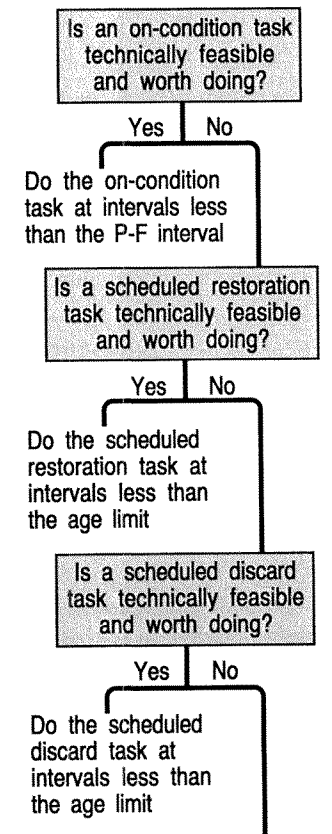 Is an on-condition task
technically feasible
and worth doing?
Yes No
Do the on-condition
task at intervals less
than the P-F interval
Is a scheduled restoration
task technically feasible
and worth doing?
Yes No
Do the scheduled
restoration task at
intervals less than
the age limit
Is a scheduled discard
task technically feasible
and worth doing?
Yes No
Do the scheduled
discard task at
intervals less than
the age limit